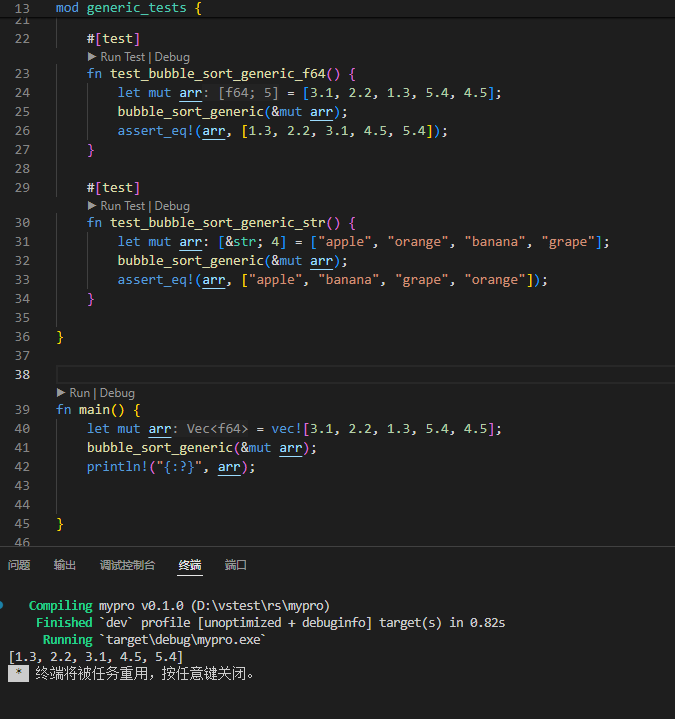 13 mod generic_tests {
21
22     #[test]
▶ Run Test | Debug
23     fn test_bubble_sort_generic_f64() {
24         let mut arr: [f64; 5] = [3.1, 2.2, 1.3, 5.4, 4.5];
25         bubble_sort_generic(&mut arr);
26         assert_eq!(arr, [1.3, 2.2, 3.1, 4.5, 5.4]);
27     }
28
29     #[test]
▶ Run Test | Debug
30     fn test_bubble_sort_generic_str() {
31         let mut arr: [&str; 4] = ["apple", "orange", "banana", "grape"];
32         bubble_sort_generic(&mut arr);
33         assert_eq!(arr, ["apple", "banana", "grape", "orange"]);
34     }
35
36 }
37
38
▶ Run | Debug
39 fn main() {
40     let mut arr: Vec<f64> = vec![3.1, 2.2, 1.3, 5.4, 4.5];
41     bubble_sort_generic(&mut arr);
42     println!("{:?}", arr);
43
44
45 }
46
问题 输出 调试控制台 终端 端口
Compiling mypro v0.1.0 (D:\vstest\rs\mypro)
Finished `dev` profile [unoptimized + debuginfo] target(s) in 0.82s
Running `target\debug\mypro.exe`
[1.3, 2.2, 3.1, 4.5, 5.4]
* 终端将被任务重用，按任意键关闭。